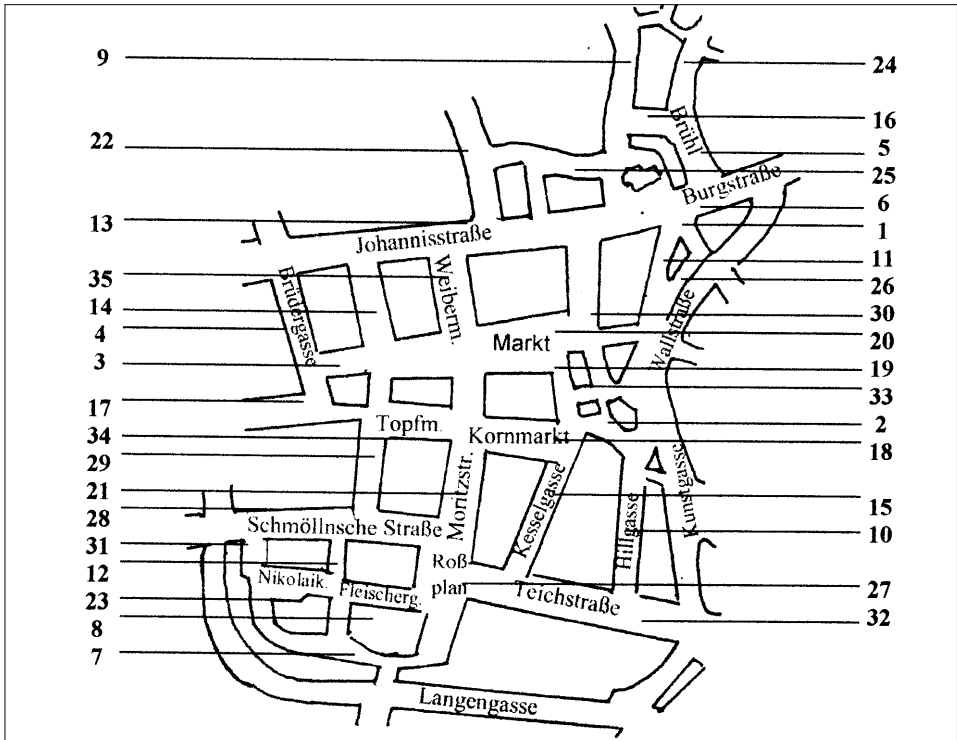 9
24
16
Brühl
22
5
25
Burgstraße
6
13
1
Johannisstraße
11
35
Weiberm.
26
Brüdergasse
14
30
4
Markt
20
Wallstraße
3
19
33
17
2
Topfm.
34
Kornmarkt
18
29
Moritzstr.
Kesselgasse
Kunstgasse
21
15
28
Schmöllnsche Straße
Hillgasse
10
31
Roß
12
Nikolaik.
Fleischerg.
plan
27
Teichstraße
23
32
8
7
Langengasse